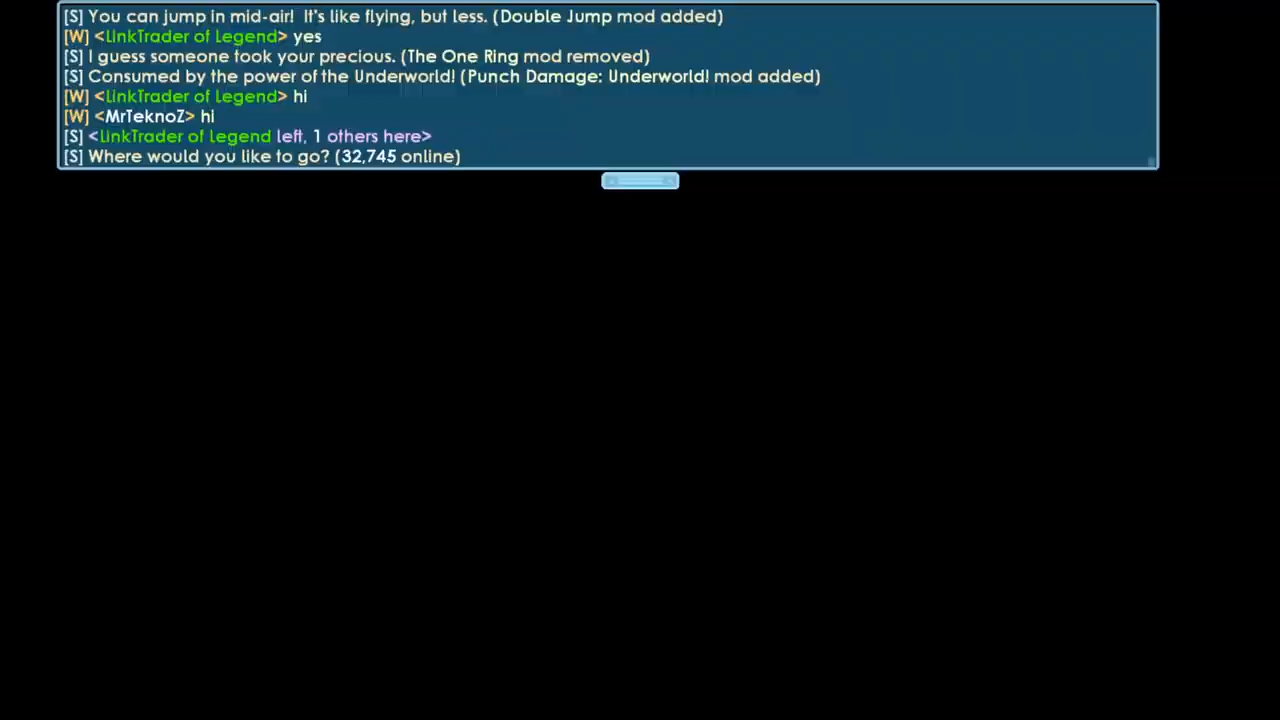 [S] You can jump in mid-air!  It's like flying, but less. (Double Jump mod added)
[W] <LinkTrader of Legend> yes
[S] I guess someone took your precious. (The One Ring mod removed)
[S] Consumed by the power of the Underworld! (Punch Damage: Underworld! mod added)
[W] <LinkTrader of Legend> hi
[W] <MrTeknoZ> hi
[S] <LinkTrader of Legend left, 1 others here>
[S] Where would you like to go? (32,745 online)